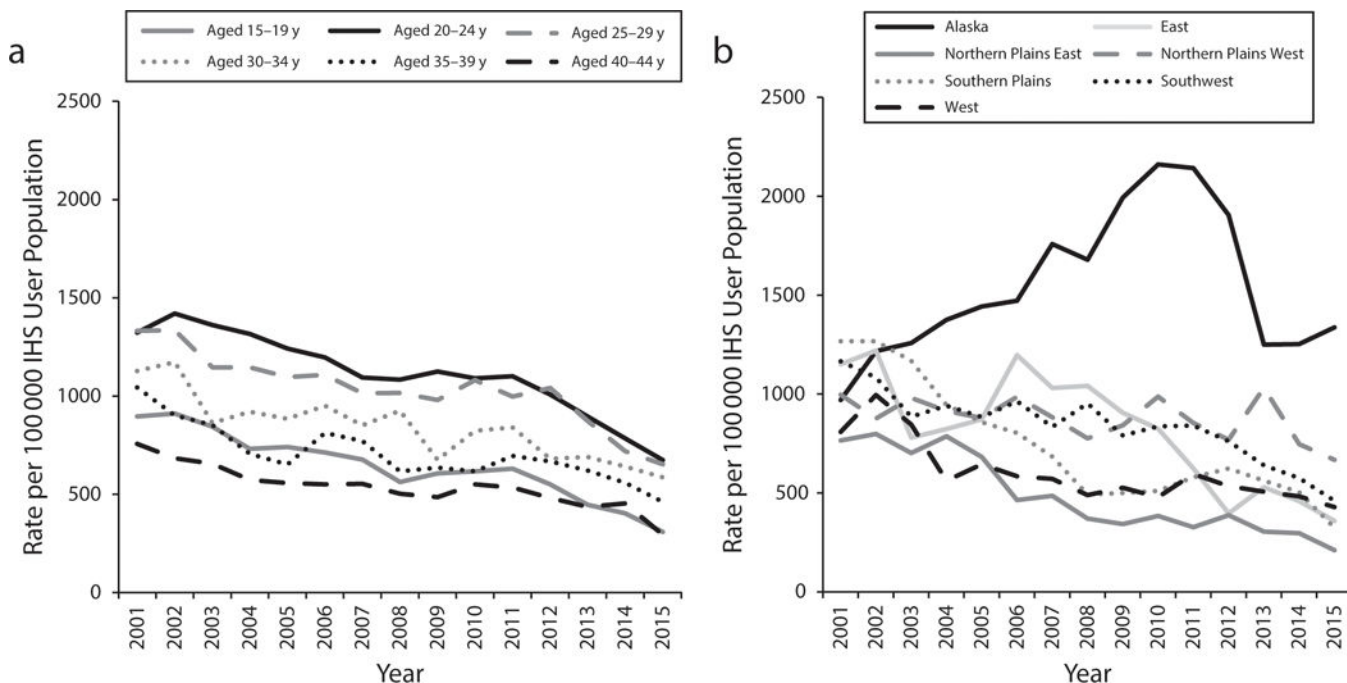 a
Aged 15–19 y Aged 20–24 y Aged 25–29 y
Aged 30–34 y Aged 35–39 y Aged 40–44 y
Rate per 100 000 IHS User Population
2500
2000
1500
1000
500
0
2001 2002 2003 2004 2005 2006 2007 2008 2009 2010 2011 2012 2013 2014 2015
Year
b
Alaska East
Northern Plains East Northern Plains West
Southern Plains Southwest
West
Rate per 100 000 IHS User Population
2500
2000
1500
1000
500
0
2001 2002 2003 2004 2005 2006 2007 2008 2009 2010 2011 2012 2013 2014 2015
Year